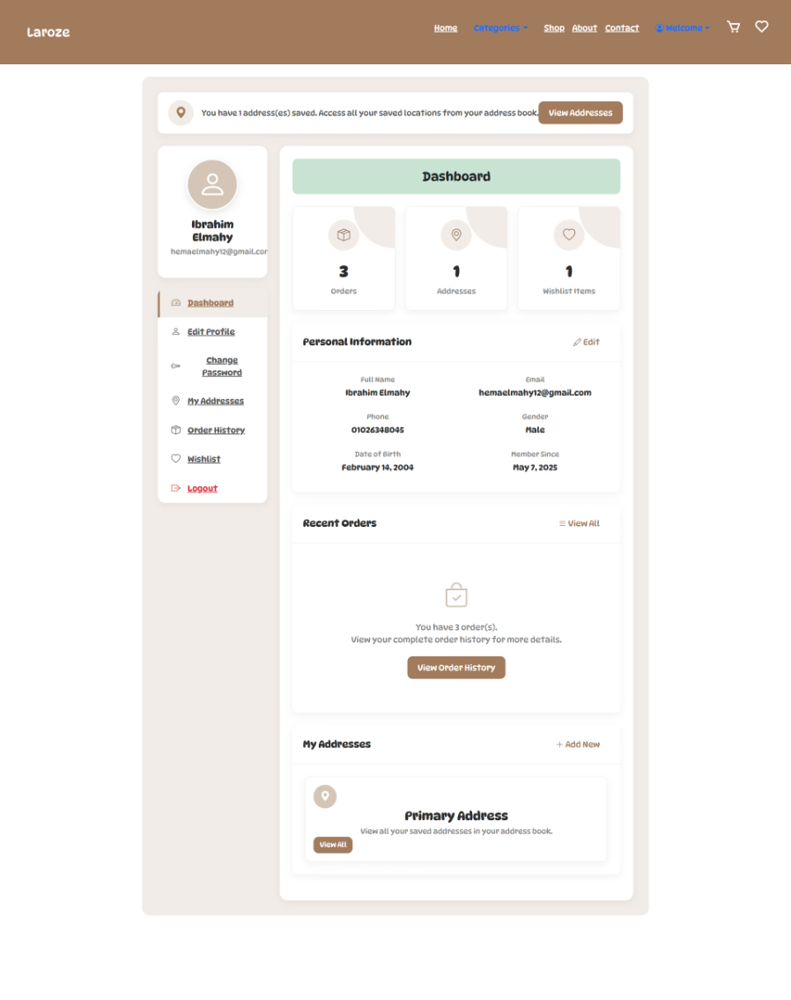 Laroze
Home Categories Shop About Contact Welcome
You have 1 address(es) saved. Access all your saved locations from your address book.
View Addresses
Ibrahim
Elmahy
hemaelmahy12@gmail.cor
Dashboard
Edit Profile
Change
Password
My Addresses
Order History
Wishlist
Logout
Dashboard
3
Orders
1
Addresses
1
Wishlist Items
Personal Information
Edit
Full Name
Ibrahim Elmahy
Email
hemaelmahy12@gmail.com
Phone
01026348045
Gender
Male
Date of Birth
February 14, 2004
Member Since
May 7, 2025
Recent Orders
View All
You have 3 order(s).
View your complete order history for more details.
View Order History
My Addresses
+ Add New
Primary Address
View all your saved addresses in your address book.
View All